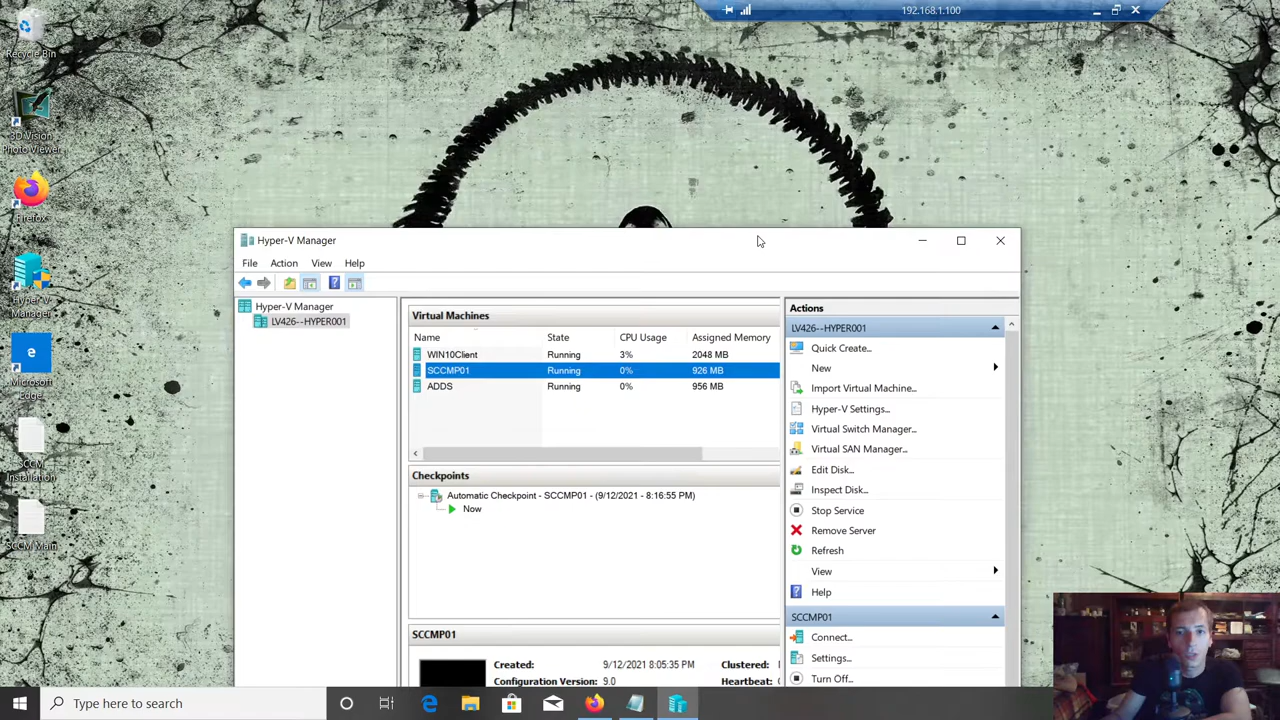 192.168.1.100
Recycle Bin
3D Vision
Photo Viewer
Firefox
Hyper-V
Manager
e
Microsoft
Edge
SCCM
Installation
SCCM Main
Hyper-V Manager
File Action View Help
Hyper-V Manager
LV426--HYPER001
Virtual Machines
Name State CPU Usage Assigned Memory
WIN10Client Running 3% 2048 MB
SCCMP01 Running 0% 926 MB
ADDS Running 0% 956 MB
Checkpoints
Automatic Checkpoint - SCCMP01 - (9/12/2021 - 8:16:55 PM)
Now
SCCMP01
Created: 9/12/2021 8:05:35 PM Clustered:
Configuration Version: 9.0 Heartbeat:
Actions
LV426--HYPER001
Quick Create...
New
Import Virtual Machine...
Hyper-V Settings...
Virtual Switch Manager...
Virtual SAN Manager...
Edit Disk...
Inspect Disk...
Stop Service
Remove Server
Refresh
View
Help
SCCMP01
Connect...
Settings...
Turn Off...
Type here to search